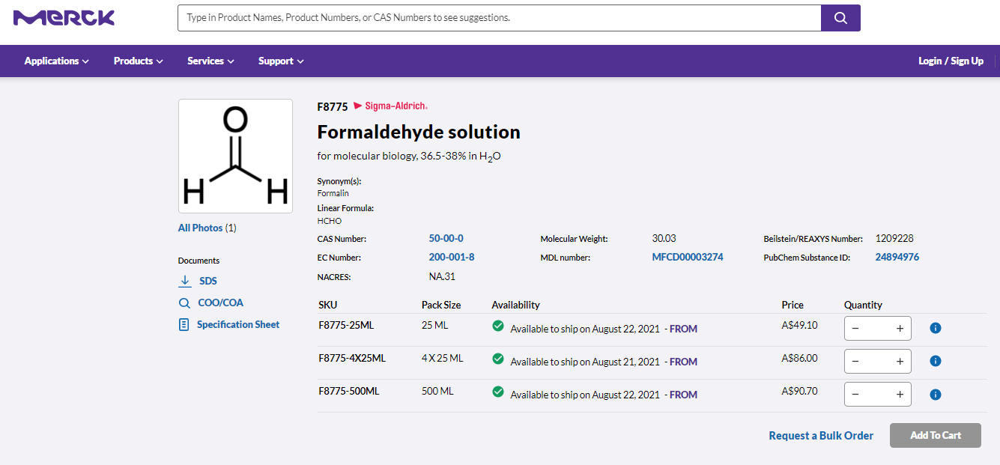 MERCK
Type in Product Names, Product Numbers, or CAS Numbers to see suggestions.
Applications Products Services Support Login / Sign Up
O
H H
All Photos (1)
Documents
SDS
COO/COA
Specification Sheet
F8775 Sigma-Aldrich.
Formaldehyde solution
for molecular biology, 36.5-38% in H2O
Synonym(s):
Formalin
Linear Formula:
HCHO
CAS Number: 50-00-0 Molecular Weight: 30.03 Beilstein/REAXYS Number: 1209228
EC Number: 200-001-8 MDL number: MFCD00003274 PubChem Substance ID: 24894976
NACRES: NA.31
SKU Pack Size Availability Price Quantity
F8775-25ML 25 ML Available to ship on August 22, 2021 - FROM A$49.10 − +
F8775-4X25ML 4 X 25 ML Available to ship on August 21, 2021 - FROM A$86.00 − +
F8775-500ML 500 ML Available to ship on August 22, 2021 - FROM A$90.70 − +
Request a Bulk Order Add To Cart